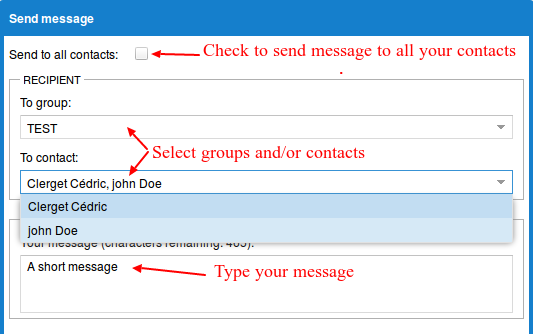 Send message
Send to all contacts:
Check to send message to all your contacts
.
RECIPIENT
To group:
TEST
Select groups and/or contacts
To contact:
Clerget Cédric, john Doe
Clerget Cédric
john Doe
Your message (characters remaining: 465):
A short message
Type your message